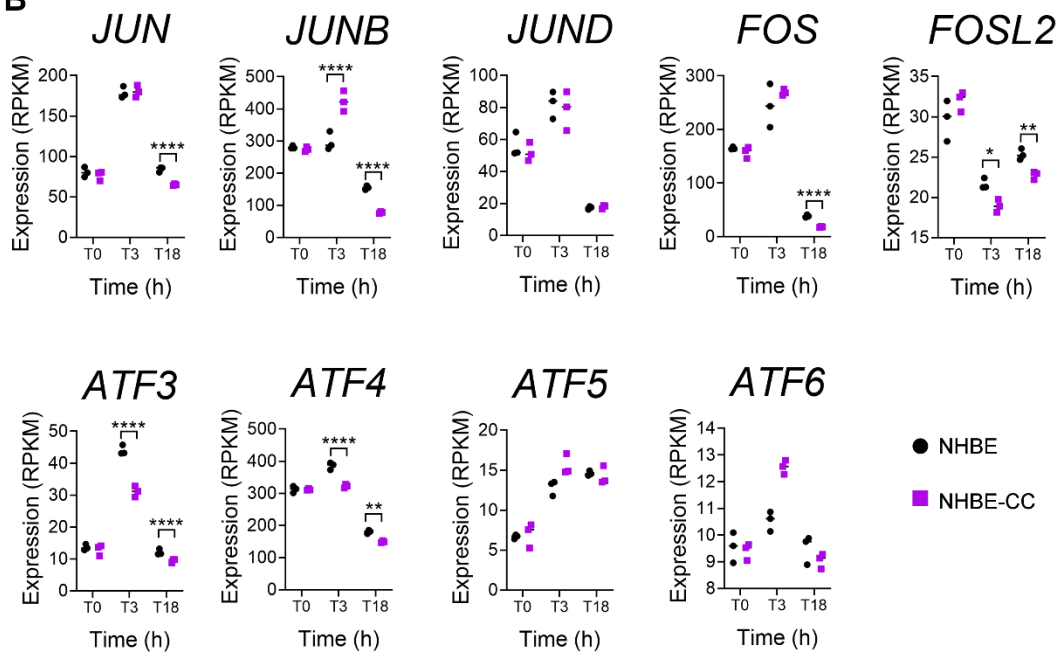 B
JUN
JUNB
JUND
FOS
FOSL2
Expression (RPKM)
200
150
100
50
0
****
T0 T3 T18
Time (h)
Expression (RPKM)
500
400
300
200
100
0
****
****
T0 T3 T18
Time (h)
Expression (RPKM)
100
80
60
40
20
0
T0 T3 T18
Time (h)
Expression (RPKM)
300
200
100
0
****
T0 T3 T18
Time (h)
Expression (RPKM)
35
30
25
20
15
*
**
T0 T3 T18
Time (h)
ATF3
ATF4
ATF5
ATF6
Expression (RPKM)
50
40
30
20
10
0
****
****
T0 T3 T18
Time (h)
Expression (RPKM)
500
400
300
200
100
0
****
**
T0 T3 T18
Time (h)
Expression (RPKM)
20
15
10
5
0
T0 T3 T18
Time (h)
Expression (RPKM)
14
13
12
11
10
9
8
T0 T3 T18
Time (h)
NHBE
NHBE-CC